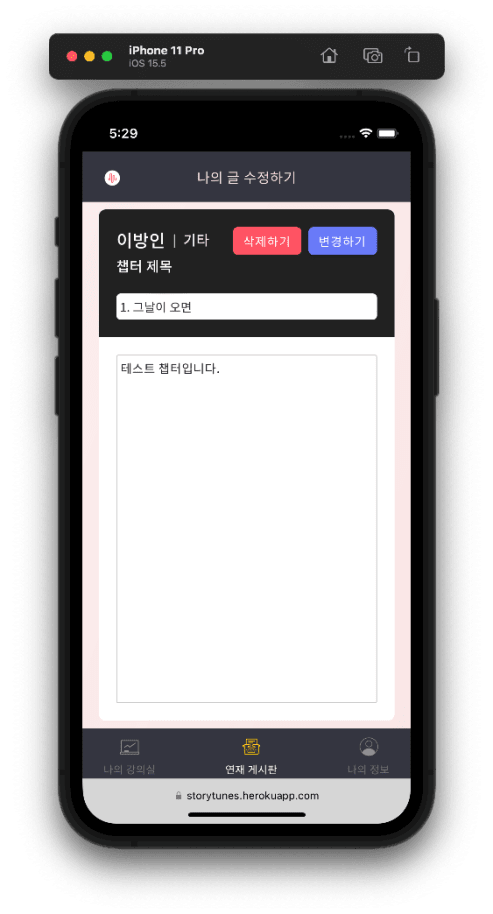 iPhone 11 Pro
iOS 15.5
5:29
나의 글 수정하기
이방인 | 기타
삭제하기 변경하기
챕터 제목
1. 그날이 오면
테스트 챕터입니다.
나의 강의실 연재 게시판 나의 정보
storytunes.herokuapp.com